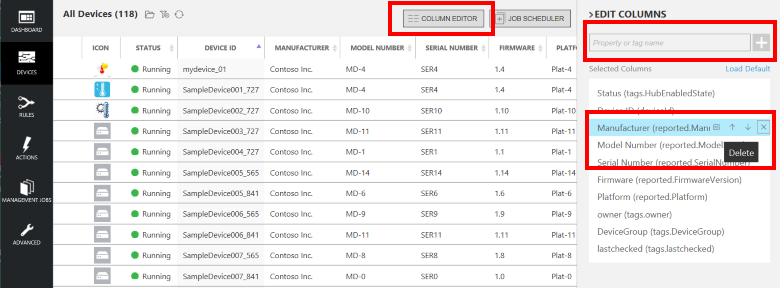 DASHBOARD
DEVICES
RULES
ACTIONS
MANAGEMENT JOBS
ADVANCED
All Devices (118)
COLUMN EDITOR
JOB SCHEDULER
ICON STATUS DEVICE ID MANUFACTURER MODEL NUMBER SERIAL NUMBER FIRMWARE PLATF
Running mydevice_01 Contoso Inc. MD-4 SER4 1.4 Plat-4
Running SampleDevice001_727 Contoso Inc. MD-4 SER4 1.4 Plat-4
Running SampleDevice002_727 Contoso Inc. MD-10 SER10 1.10 Plat-10
Running SampleDevice003_727 Contoso Inc. MD-11 SER11 1.11 Plat-11
Running SampleDevice004_727 Contoso Inc. MD-1 SER1 1.1 Plat-1
Running SampleDevice005_565 Contoso Inc. MD-14 SER14 1.14 Plat-14
Running SampleDevice005_841 Contoso Inc. MD-6 SER6 1.6 Plat-6
Running SampleDevice006_565 Contoso Inc. MD-9 SER9 1.9 Plat-9
Running SampleDevice006_841 Contoso Inc. MD-11 SER11 1.11 Plat-11
Running SampleDevice007_565 Contoso Inc. MD-8 SER8 1.8 Plat-8
Running SampleDevice007_841 Contoso Inc. MD-0 SER0 1.0 Plat-0
EDIT COLUMNS
Property or tag name
Selected Columns Load Default
Status (tags.HubEnabledState)
Manufacturer (reported.Manu
Model Number (reported.Model
Delete
Serial Number (reported.SerialNumber)
Firmware (reported.FirmwareVersion)
Platform (reported.Platform)
owner (tags.owner)
DeviceGroup (tags.DeviceGroup)
lastchecked (tags.lastchecked)